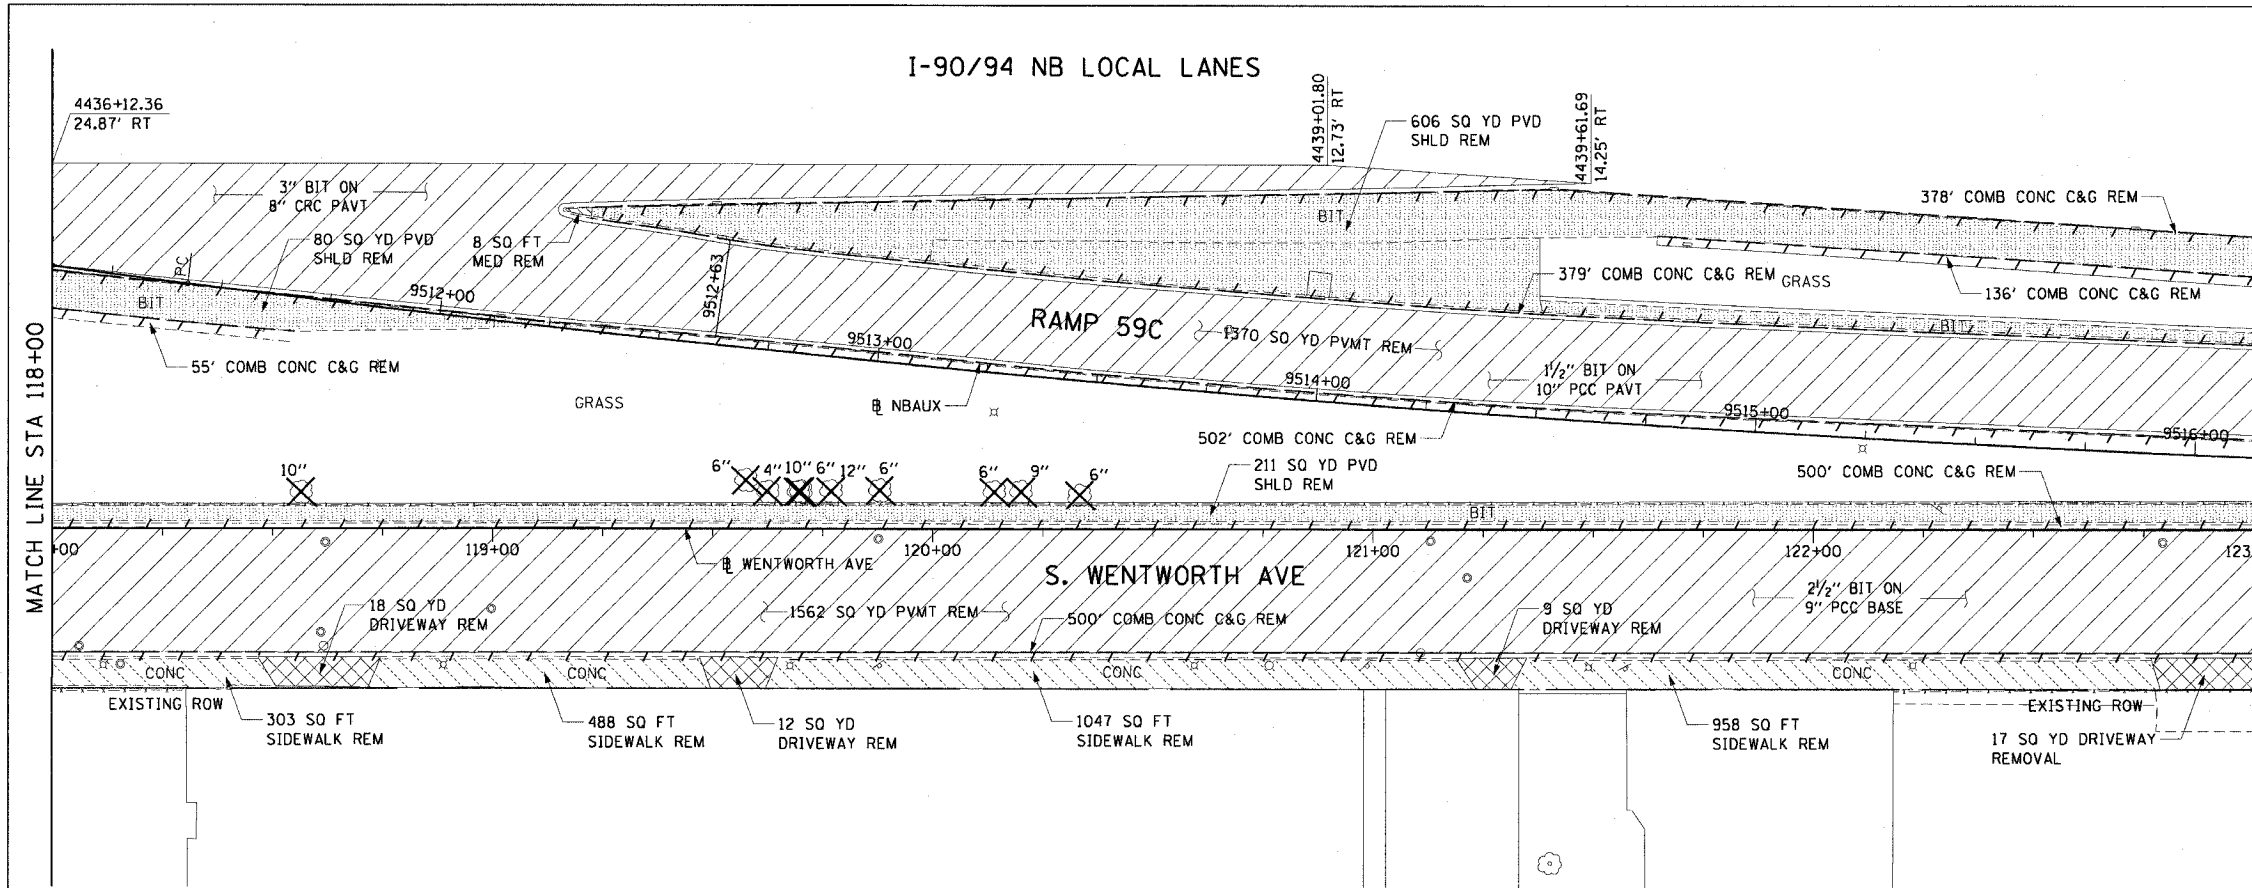 I-90/94 NB LOCAL LANES
4436+12.36
24.87' RT
4439+01.80
12.73' RT
4439+61.69
14.25' RT
606 SQ YD PVD
SHLD REM
3" BIT ON
8" CRC PAVT
80 SQ YD PVD
SHLD REM
8 SQ FT
MED REM
378' COMB CONC C&G REM
BIT
PC
BIT
9512+00
9512+63
379' COMB CONC C&G REM
GRASS
136' COMB CONC C&G REM
BIT
RAMP 59C
1370 SQ YD PVMT REM
9513+00
55' COMB CONC C&G REM
MATCH LINE STA 118+00
GRASS
NBAUX
9514+00
1½" BIT ON
10" PCC PAVT
9515+00
9516+00
502' COMB CONC C&G REM
211 SQ YD PVD
SHLD REM
500' COMB CONC C&G REM
10"
6"
4"
10"
6"
12"
6"
6"
9"
6"
BIT
+00
119+00
120+00
121+00
122+00
123
WENTWORTH AVE
S. WENTWORTH AVE
18 SQ YD
DRIVEWAY REM
1562 SQ YD PVMT REM
500' COMB CONC C&G REM
9 SQ YD
DRIVEWAY REM
2½" BIT ON
9" PCC BASE
CONC
CONC
CONC
CONC
EXISTING ROW
303 SQ FT
SIDEWALK REM
488 SQ FT
SIDEWALK REM
12 SQ YD
DRIVEWAY REM
1047 SQ FT
SIDEWALK REM
958 SQ FT
SIDEWALK REM
EXISTING ROW
17 SQ YD DRIVEWAY
REMOVAL